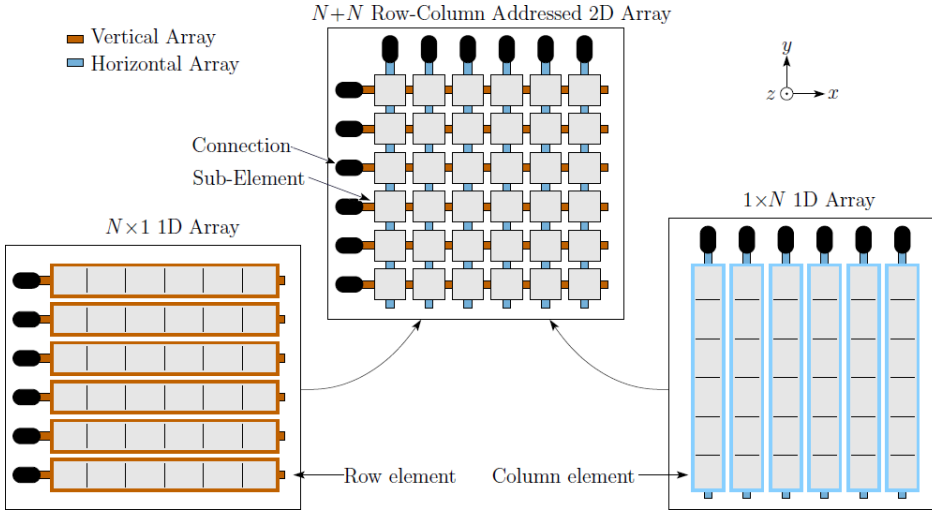 N+N Row-Column Addressed 2D Array
Vertical Array
Horizontal Array
y
z
x
Connection
Sub-Element
N×1 1D Array
1×N 1D Array
Row element
Column element